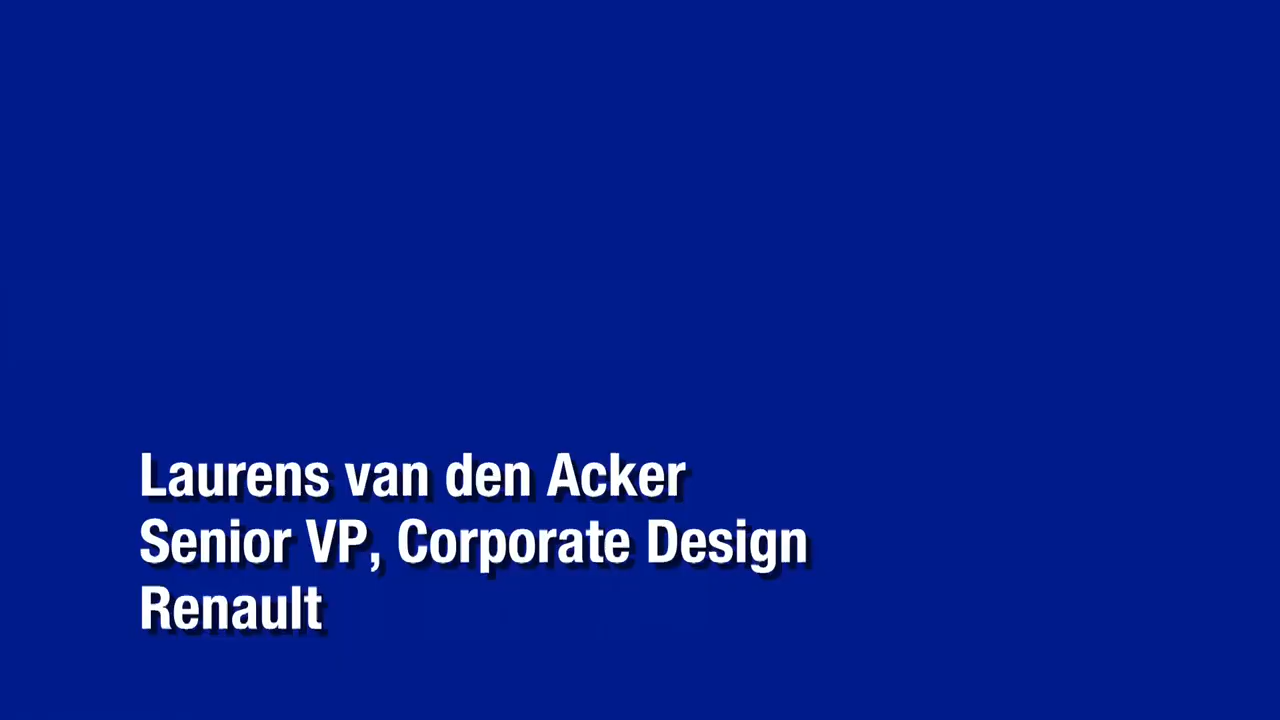 Laurens van den Acker
Senior VP, Corporate Design
Renault